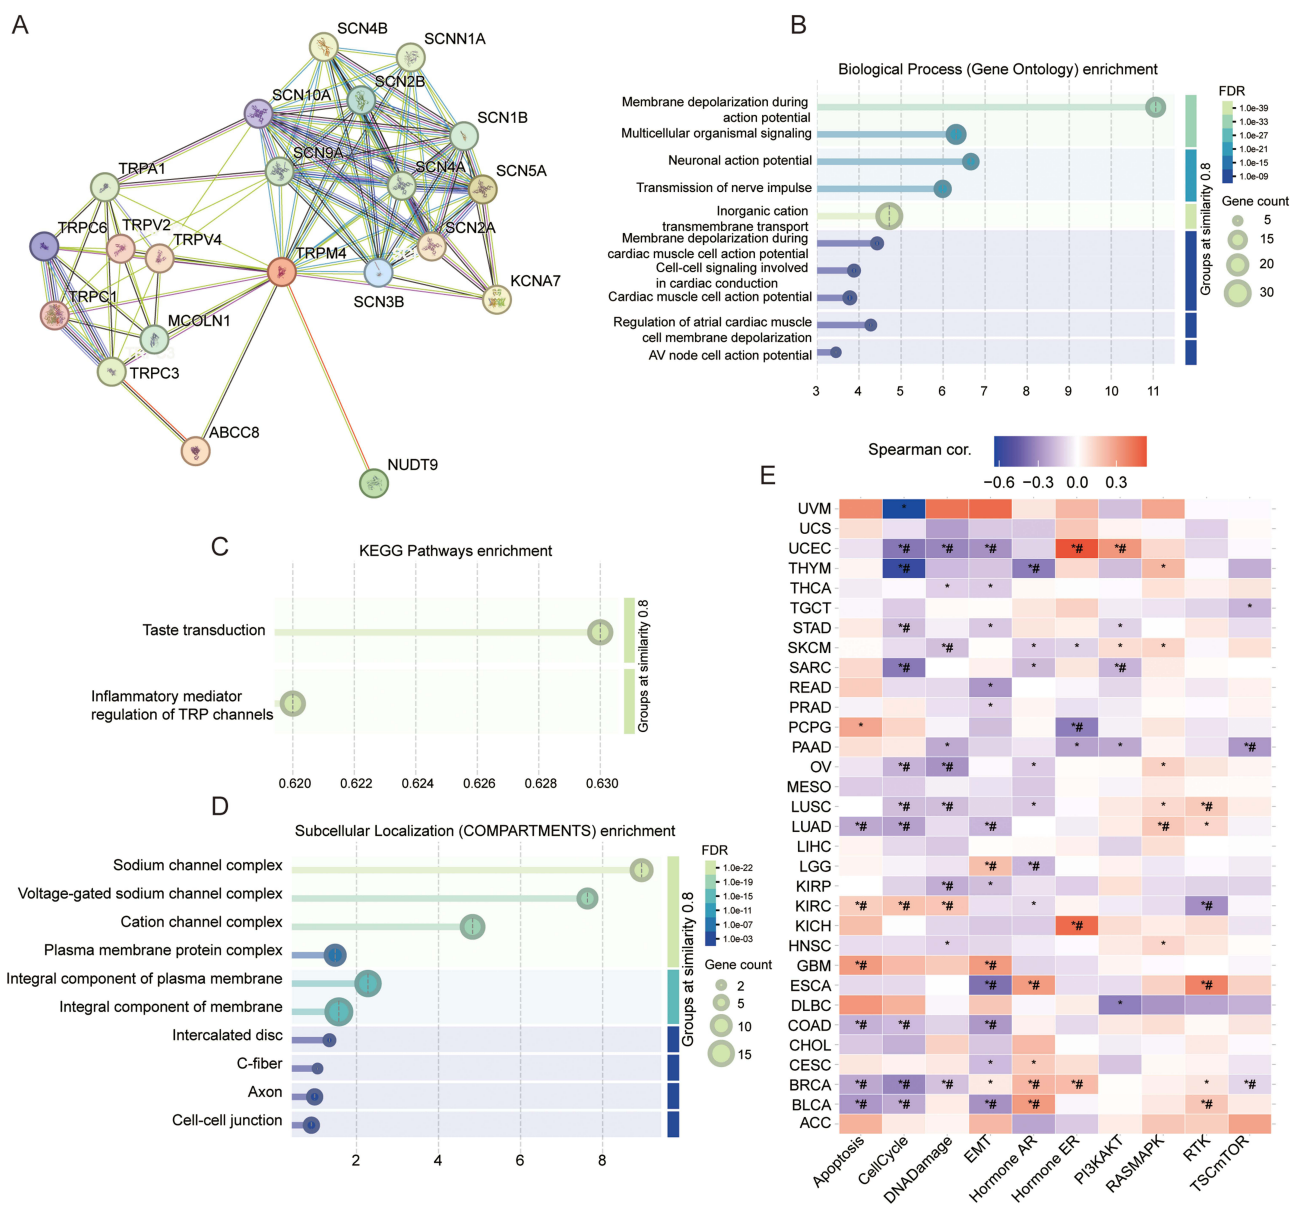 A
SCN4B
SCNN1A
SCN2B
SCN10A
SCN1B
SCN9A
SCN4A
SCN5A
TRPA1
TRPC6
TRPV2
TRPV4
TRPM4
SCN2A
SCN3B
KCNA7
TRPC1
MCOLN1
TRPC3
ABCC8
NUDT9
B
Biological Process (Gene Ontology) enrichment
Membrane depolarization during
action potential
Multicellular organismal signaling
Neuronal action potential
Transmission of nerve impulse
Inorganic cation
transmembrane transport
Membrane depolarization during
cardiac muscle cell action potential
Cell-cell signaling involved
in cardiac conduction
Cardiac muscle cell action potential
Regulation of atrial cardiac muscle
cell membrane depolarization
AV node cell action potential
3 4 5 6 7 8 9 10 11
Groups at similarity 0.8
FDR
1.0e-39
1.0e-33
1.0e-27
1.0e-21
1.0e-15
1.0e-09
Gene count
5
15
20
30
C
KEGG Pathways enrichment
Taste transduction
Inflammatory mediator
regulation of TRP channels
0.620 0.622 0.624 0.626 0.628 0.630
Groups at similarity 0.8
D
Subcellular Localization (COMPARTMENTS) enrichment
Sodium channel complex
Voltage-gated sodium channel complex
Cation channel complex
Plasma membrane protein complex
Integral component of plasma membrane
Integral component of membrane
Intercalated disc
C-fiber
Axon
Cell-cell junction
2 4 6 8
Groups at similarity 0.8
FDR
1.0e-22
1.0e-19
1.0e-15
1.0e-11
1.0e-07
1.0e-03
Gene count
2
5
10
15
E
Spearman cor.
−0.6 −0.3 0.0 0.3
UVM *
UCS
UCEC *# *# *# *# *#
THYM *# *# *
THCA * *
TGCT *
STAD *# * *
SKCM *# * * * *
SARC *# * *#
READ *
PRAD *
PCPG * *#
PAAD * * * *#
OV *# *# * *
MESO
LUSC *# *# * * *#
LUAD *# *# *# *# *
LIHC
LGG *# *#
KIRP *# *
KIRC *# *# *# * *#
KICH *#
HNSC * *
GBM *# *#
ESCA *# *# *#
DLBC *
COAD *# *# *#
CHOL
CESC * *
BRCA *# *# *# * *# *# * *#
BLCA *# *# *# *# *#
ACC
Apoptosis
CellCycle
DNADamage
EMT
Hormone AR
Hormone ER
PI3KAKT
RASMAPK
RTK
TSCmTOR